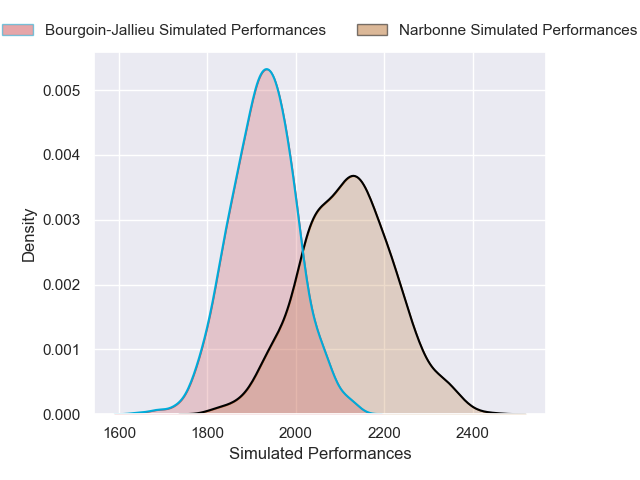 Bourgoin-Jallieu Simulated Performances Narbonne Simulated Performances
0.005
0.004
0.003
0.002
0.001
0.000
Density
1600 1800 2000 2200 2400
Simulated Performances